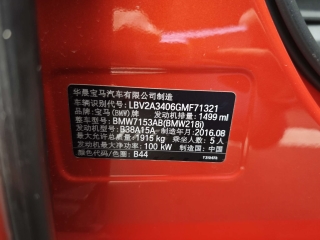 华晨宝马汽车有限公司制造
车辆识别代号:LBV2A3406GMF71321
品牌:宝马(BMW)牌 发动机排量:1499 ml
整车型号:BMW7153AB(BMW218i)
发动机型号:B38A15A 制造年月:2016.08
最大允许总质量:1915 kg 乘坐人数:5 人
发动机最大净功率:100 kW 制造国:中国
车色代号:B44